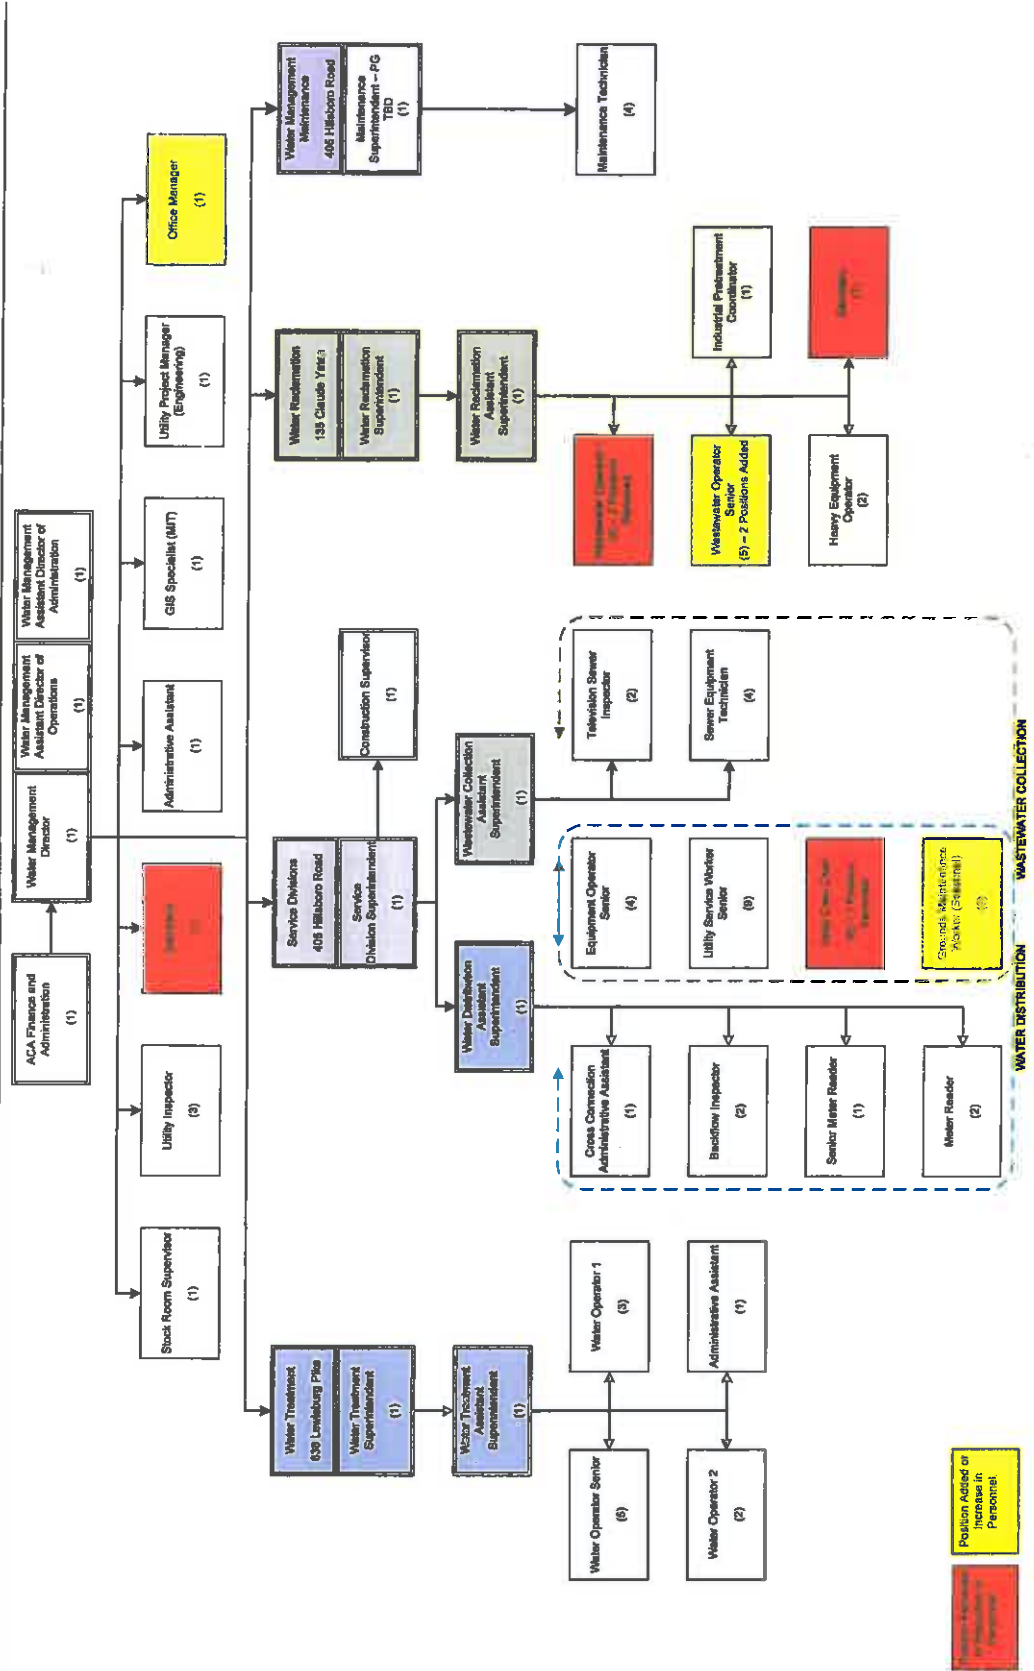 ACA Finance and
Administration
(1)
Water Management
Director
(1)
Water Management
Assistant Director of
Operations
(1)
Water Management
Assistant Director of
Administration
(1)
Stock Room Supervisor
(1)
Utility Inspector
(3)
Administrative Assistant
(1)
GIS Specialist (MIT)
(1)
Utility Project Manager
(Engineering)
(1)
Office Manager
(1)
Water Treatment
Lewisburg Pike
Water Treatment
Superintendent
(1)
Water Treatment
Assistant
Superintendent
(1)
Water Operator Senior
(5)
Water Operator 1
(3)
Water Operator 2
(2)
Administrative Assistant
(1)
Service Divisions
405 Hillsboro Road
Service
Division Superintendent
(1)
Construction Supervisor
(1)
Water Distribution
Assistant
Superintendent
(1)
Wastewater Collection
Assistant
Superintendent
(1)
Cross Connection
Administrative Assistant
(1)
Backflow Inspector
(2)
Senior Meter Reader
(1)
Meter Reader
(2)
Equipment Operator
Senior
(4)
Utility Service Worker
Senior
(9)
Grounds Maintenance
Worker (Seasonal)
Television Sewer
Inspector
(2)
Sewer Equipment
Technician
(4)
WATER DISTRIBUTION
WASTEWATER COLLECTION
Water Reclamation
135 Claude Yates
Water Reclamation
Superintendent
(1)
Water Reclamation
Assistant
Superintendent
(1)
Wastewater Operator
Senior
(5) – 2 Positions Added
Industrial Pretreatment
Coordinator
(1)
Heavy Equipment
Operator
(2)
Water Management
Maintenance
405 Hillsboro Road
Maintenance
Superintendent – PG
TBD
(1)
Maintenance Technician
(4)
Position Added or
Increase in
Personnel.